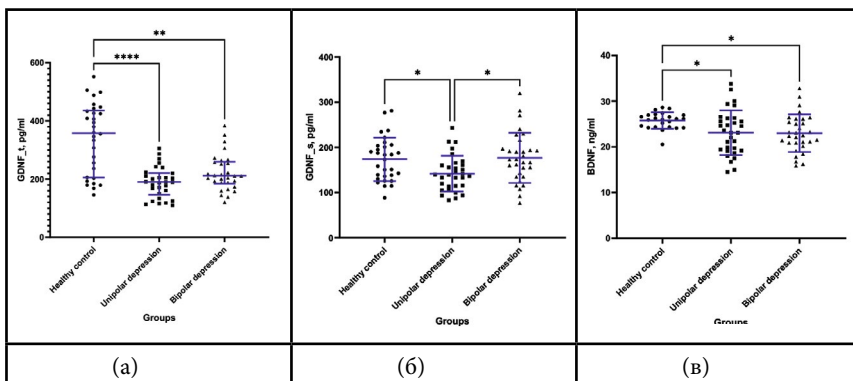 **
****
600
400
200
0
GDNF_t, pg/ml
Healthy control
Unipolar depression
Bipolar depression
Groups
*
*
400
300
200
100
0
GDNF_s, pg/ml
Healthy control
Unipolar depression
Bipolar depression
Groups
*
*
40
30
20
10
0
BDNF, ng/ml
Healthy control
Unipolar depression
Bipolar depression
Groups
(а)
(б)
(в)